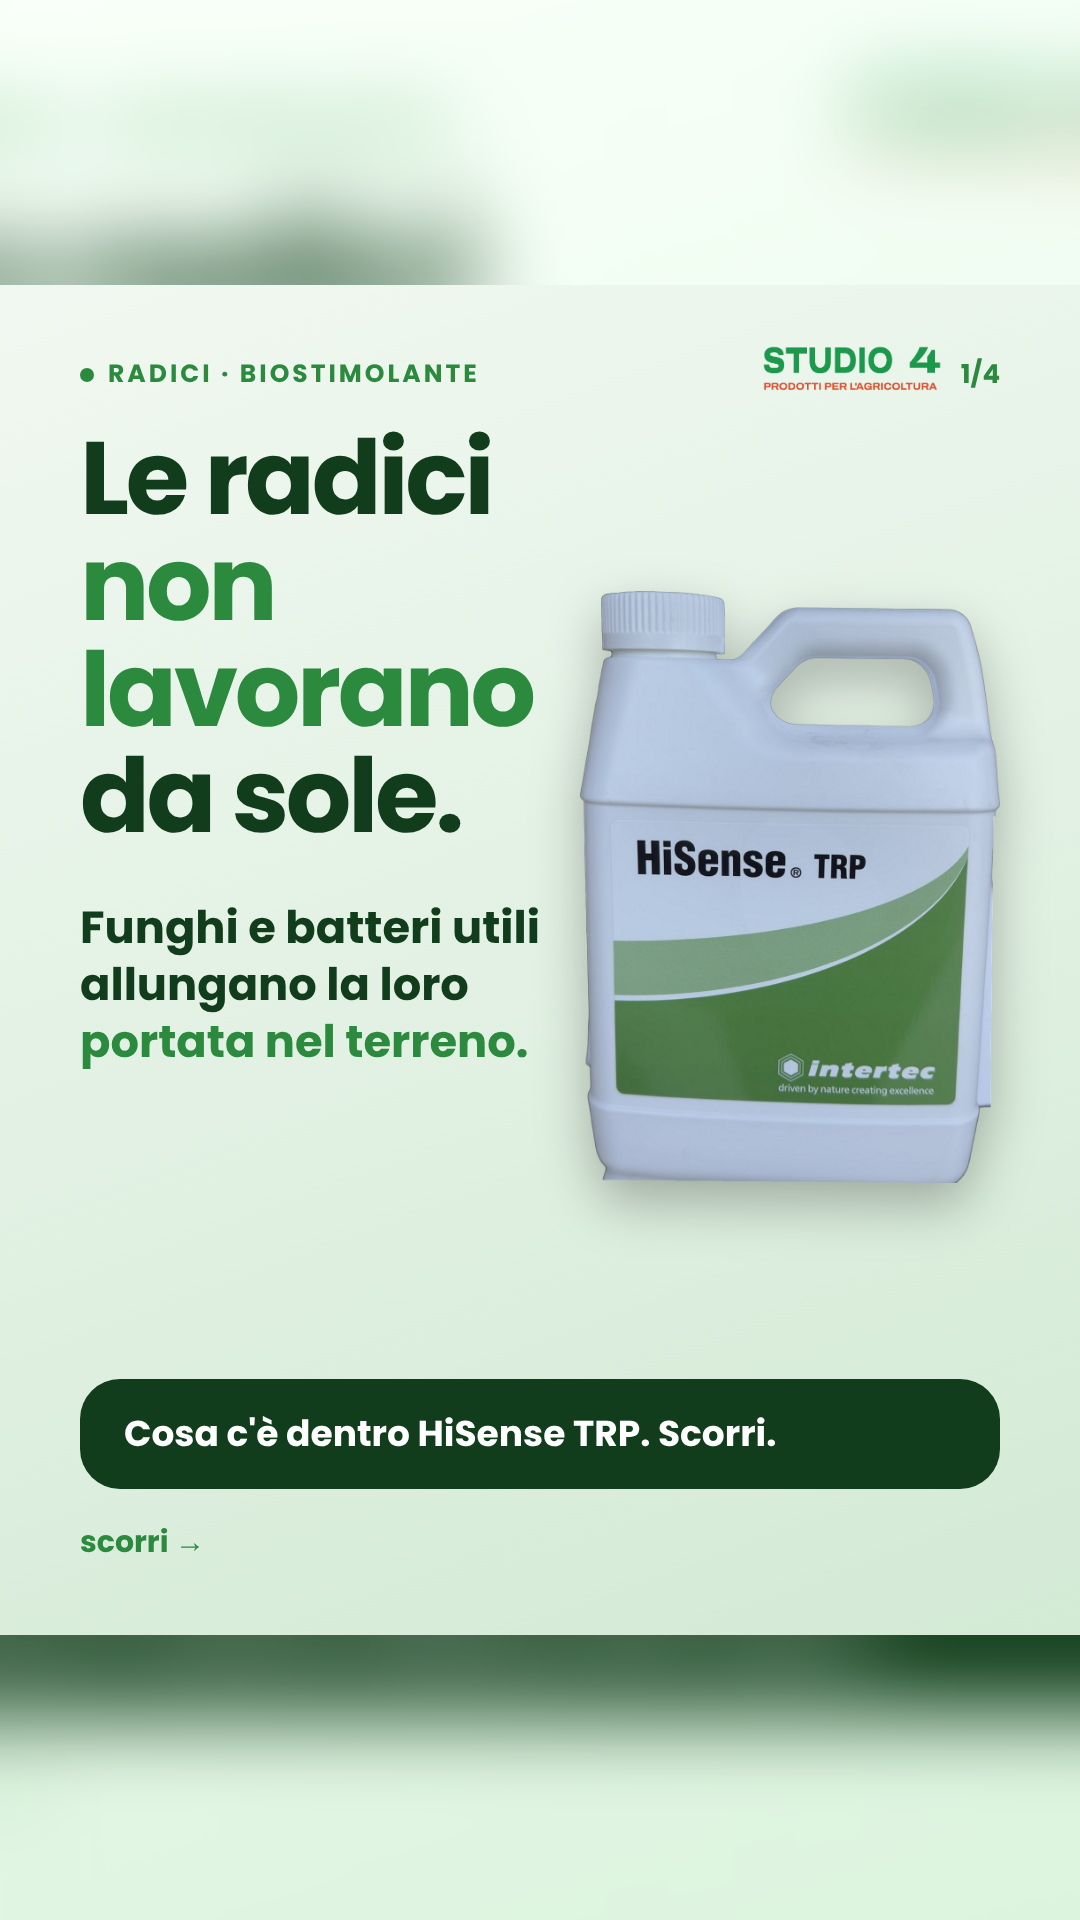 RADICI · BIOSTIMOLANTE
STUDIO 4
PRODOTTI PER L'AGRICOLTURA
1/4
Le radici
non
lavorano
da sole.
Funghi e batteri utili
allungano la loro
portata nel terreno.
HiSense® TRP
intertec
driven by nature creating excellence
Cosa c'è dentro HiSense TRP. Scorri.
scorri →